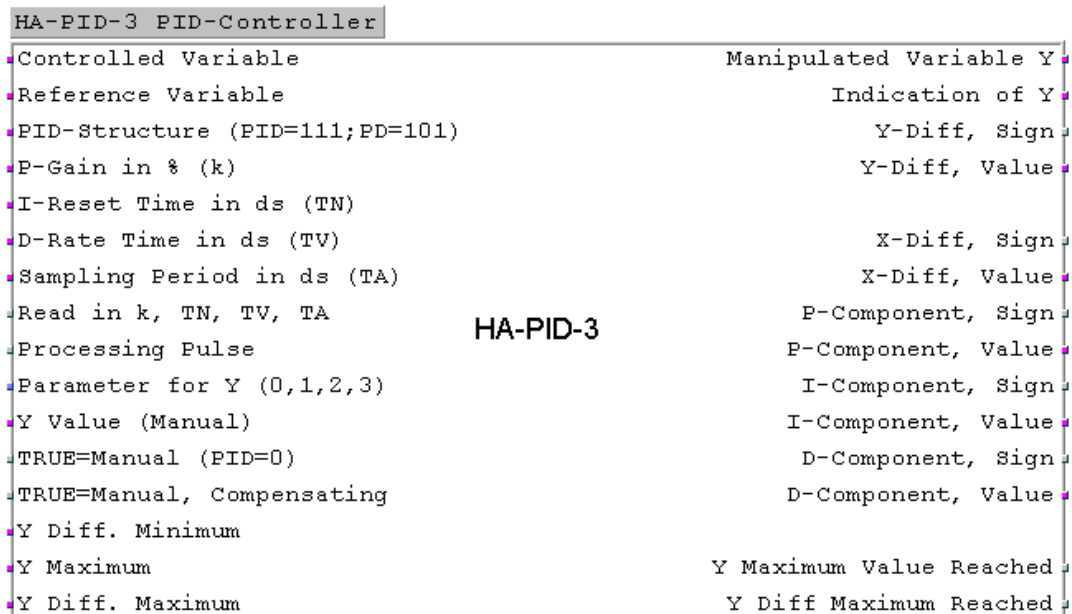 HA-PID-3 PID-Controller
Controlled Variable Manipulated Variable Y
Reference Variable Indication of Y
PID-Structure (PID=111;PD=101) Y-Diff, Sign
P-Gain in % (k) Y-Diff, Value
I-Reset Time in ds (TN)
D-Rate Time in ds (TV) X-Diff, Sign
Sampling Period in ds (TA) X-Diff, Value
Read in k, TN, TV, TA P-Component, Sign
HA-PID-3
Processing Pulse P-Component, Value
Parameter for Y (0,1,2,3) I-Component, Sign
Y Value (Manual) I-Component, Value
TRUE=Manual (PID=0) D-Component, Sign
TRUE=Manual, Compensating D-Component, Value
Y Diff. Minimum
Y Maximum Y Maximum Value Reached
Y Diff. Maximum Y Diff Maximum Reached